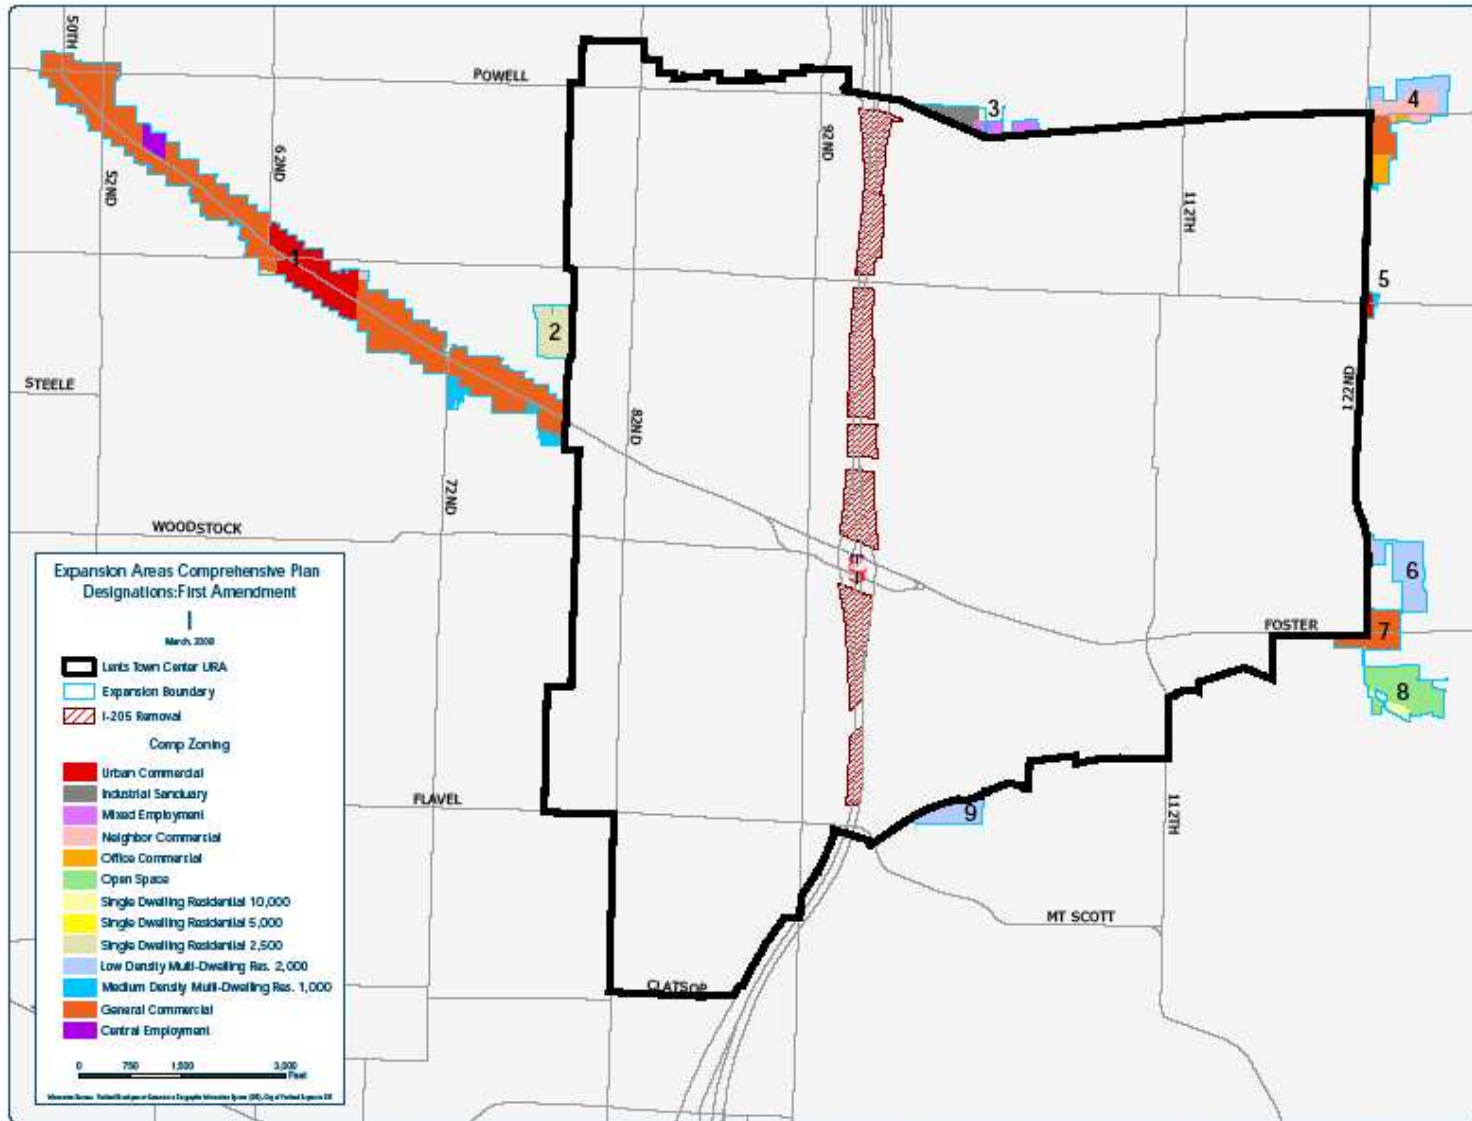 50TH
POWELL
3
4
92ND
62ND
52ND
112TH
1
5
2
STEELE
122ND
82ND
72ND
WOODSTOCK
6
FOSTER
7
8
FLAVEL
9
112TH
MT SCOTT
CLATSOP
Expansion Areas Comprehensive Plan
Designations:First Amendment
Lents Town Center URA
Expansion Boundary
I-205 Removal
Comp Zoning
Urban Commercial
Industrial Sanctuary
Mixed Employment
Neighbor Commercial
Office Commercial
Open Space
Single Dwelling Residential 10,000
Single Dwelling Residential 5,000
Single Dwelling Residential 2,500
Low Density Multi-Dwelling Res. 2,000
Medium Density Multi-Dwelling Res. 1,000
General Commercial
Central Employment
0 750 1,500 3,000
Feet